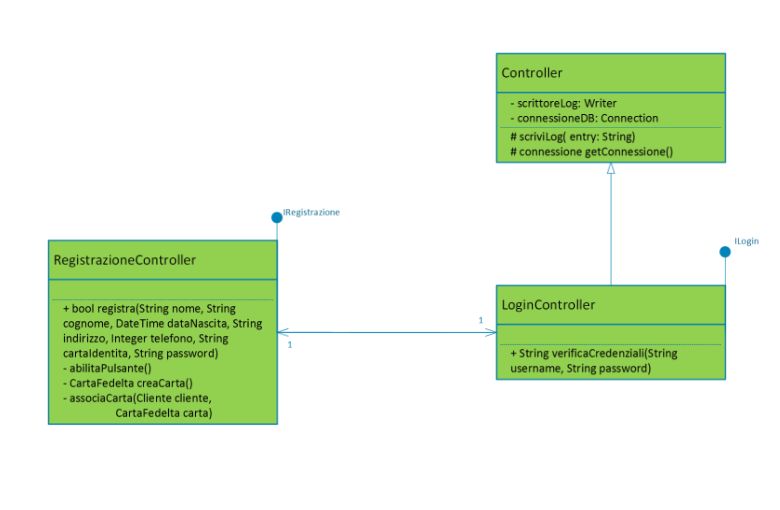 Controller
- scrittoreLog: Writer
- connessioneDB: Connection
# scriviLog( entry: String)
# connessione getConnessione()
IRegistrazione
RegistrazioneController
+ bool registra(String nome, String
cognome, DateTime dataNascita, String
indirizzo, Integer telefono, String
cartaIdentita, String password)
- abilitaPulsante()
- CartaFedelta creaCarta()
- associaCarta(Cliente cliente,
CartaFedelta carta)
1
1
ILogin
LoginController
+ String verificaCredenziali(String
username, String password)